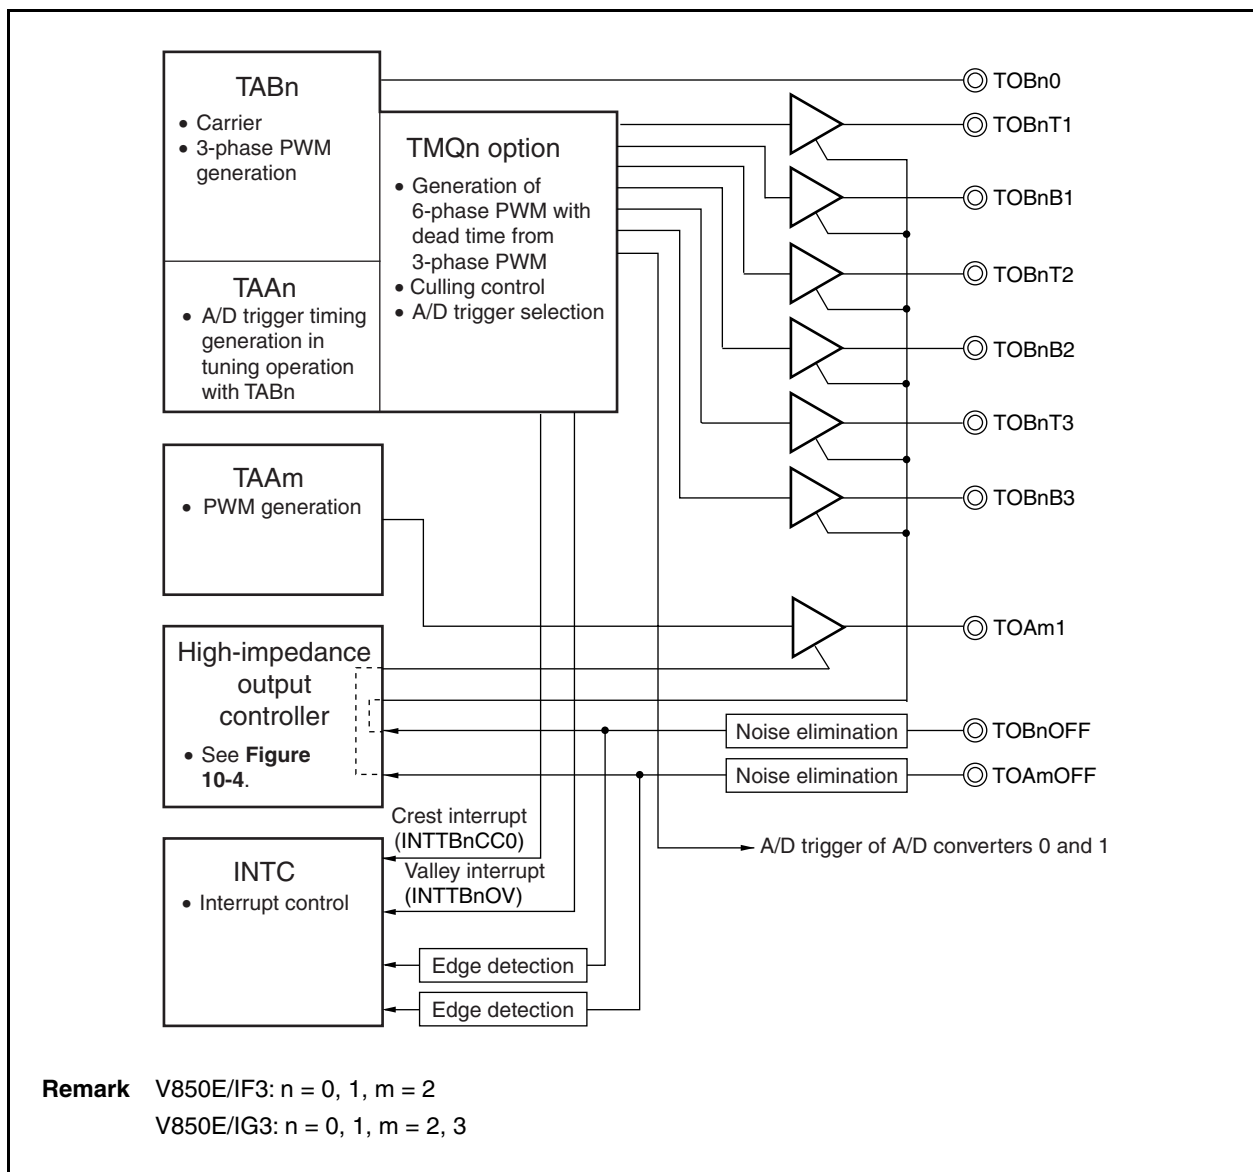 TABn
• Carrier
• 3-phase PWM
generation
TMQn option
• Generation of
6-phase PWM with
dead time from
3-phase PWM
• Culling control
• A/D trigger selection
TAAn
• A/D trigger timing
generation in
tuning operation
with TABn
TOBn0
TOBnT1
TOBnB1
TOBnT2
TOBnB2
TOBnT3
TOBnB3
TAAm
• PWM generation
TOAm1
High-impedance
output
controller
• See Figure
10-4.
Noise elimination
TOBnOFF
Noise elimination
TOAmOFF
Crest interrupt
(INTTBnCC0)
A/D trigger of A/D converters 0 and 1
INTC
• Interrupt control
Valley interrupt
(INTTBnOV)
Edge detection
Edge detection
Remark V850E/IF3: n = 0, 1, m = 2
V850E/IG3: n = 0, 1, m = 2, 3